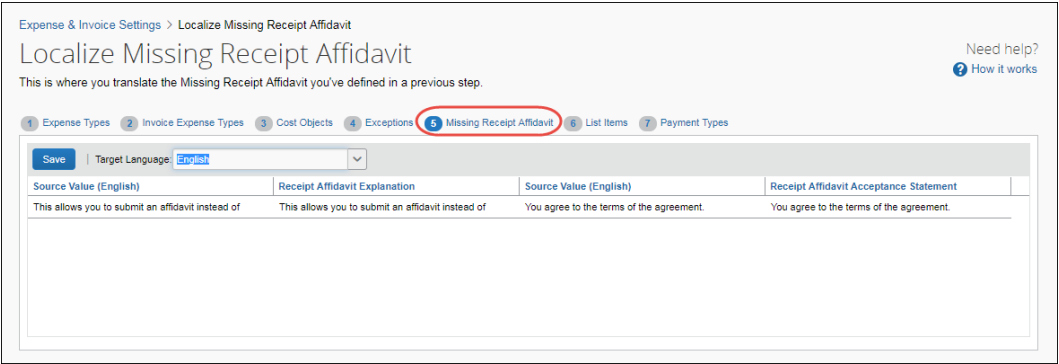 Expense & Invoice Settings > Localize Missing Receipt Affidavit
Localize Missing Receipt Affidavit
Need help?
This is where you translate the Missing Receipt Affidavit you've defined in a previous step.
? How it works
1 Expense Types 2 Invoice Expense Types 3 Cost Objects 4 Exceptions 5 Missing Receipt Affidavit 6 List Items 7 Payment Types
Save | Target Language: English
Source Value (English) Receipt Affidavit Explanation Source Value (English) Receipt Affidavit Acceptance Statement
This allows you to submit an affidavit instead of This allows you to submit an affidavit instead of You agree to the terms of the agreement. You agree to the terms of the agreement.